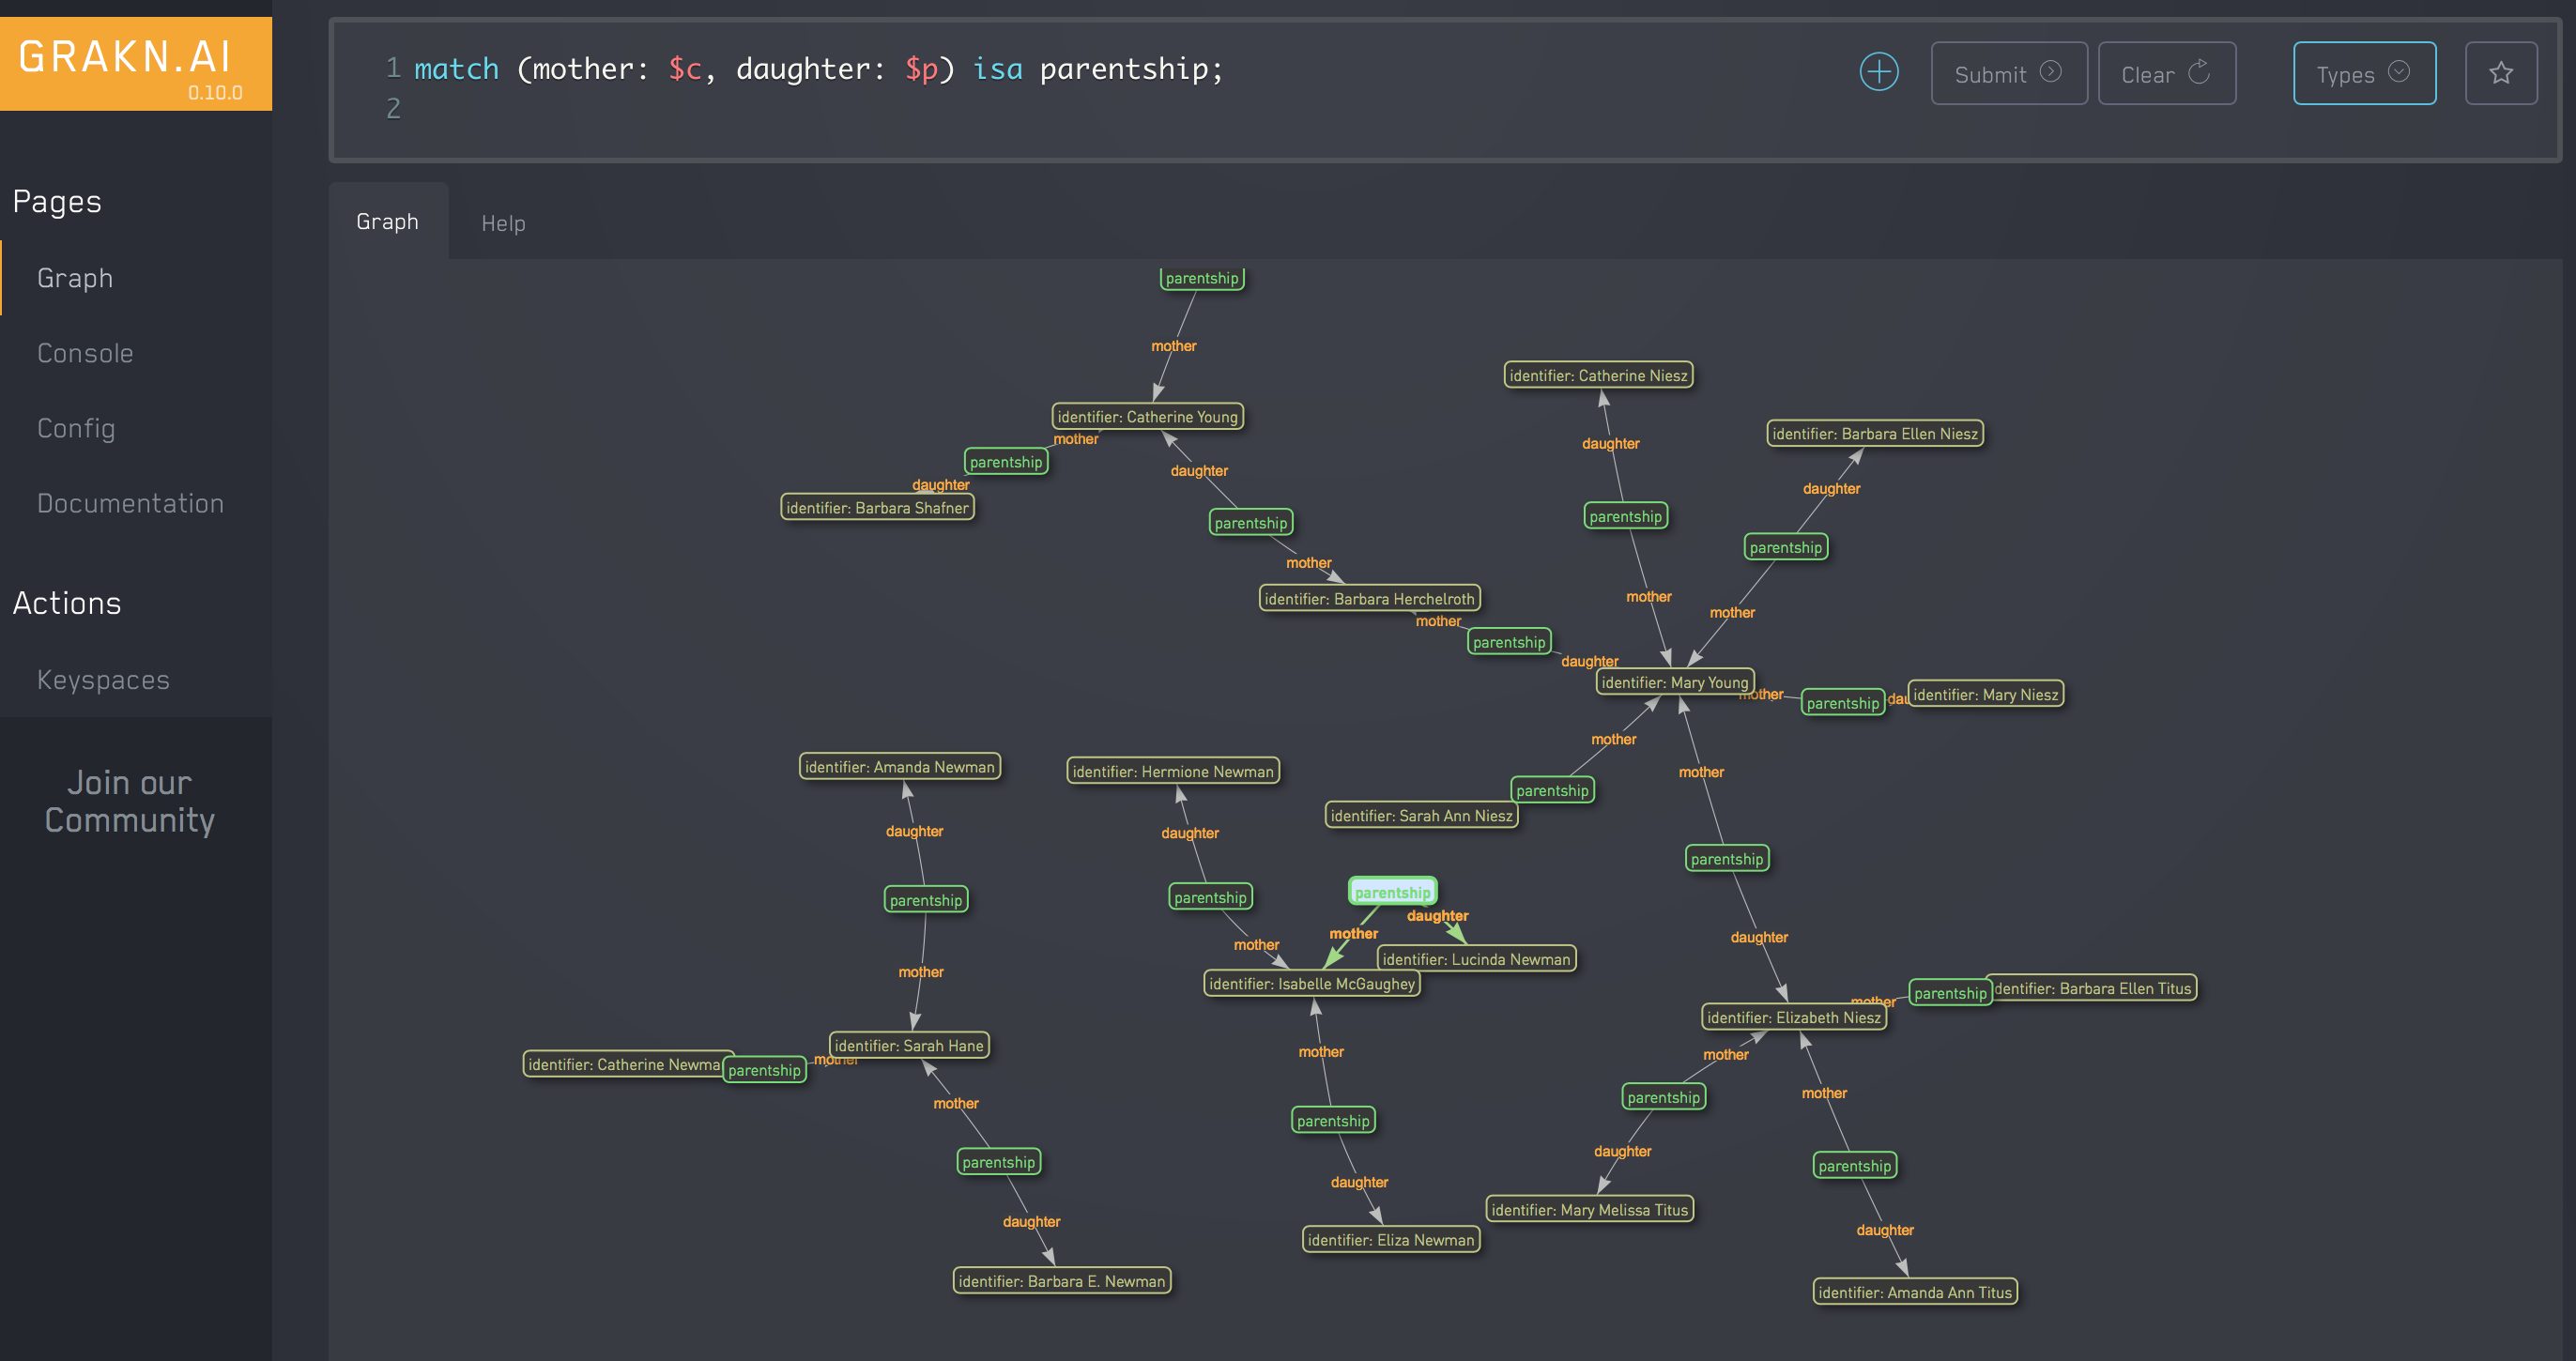 GRAKN.AI
0.10.0
1 match (mother: $c, daughter: $p) isa parentship;
2
Submit
Clear
Types
Pages
Graph
Console
Config
Documentation
Actions
Keyspaces
Join our
Community
Graph
Help
parentship
mother
identifier: Catherine Niesz
identifier: Catherine Young
identifier: Barbara Ellen Niesz
mother
daughter
parentship
daughter
daughter
daughter
identifier: Barbara Shafner
parentship
parentship
parentship
mother
identifier: Barbara Herchelroth
mother
mother
mother
parentship
daughter
identifier: Mary Young
mother
parentship
identifier: Mary Niesz
mother
identifier: Amanda Newman
identifier: Hermione Newman
mother
parentship
identifier: Sarah Ann Niesz
daughter
daughter
parentship
parentship
parentship
parentship
daughter
mother
daughter
mother
identifier: Lucinda Newman
mother
identifier: Isabelle McGaughey
parentship
identifier: Barbara Ellen Titus
mother
identifier: Elizabeth Niesz
identifier: Sarah Hane
mother
mother
mother
identifier: Catherine Newma
parentship
mother
mother
parentship
parentship
parentship
daughter
parentship
parentship
daughter
identifier: Mary Melissa Titus
daughter
daughter
identifier: Eliza Newman
identifier: Barbara E. Newman
identifier: Amanda Ann Titus